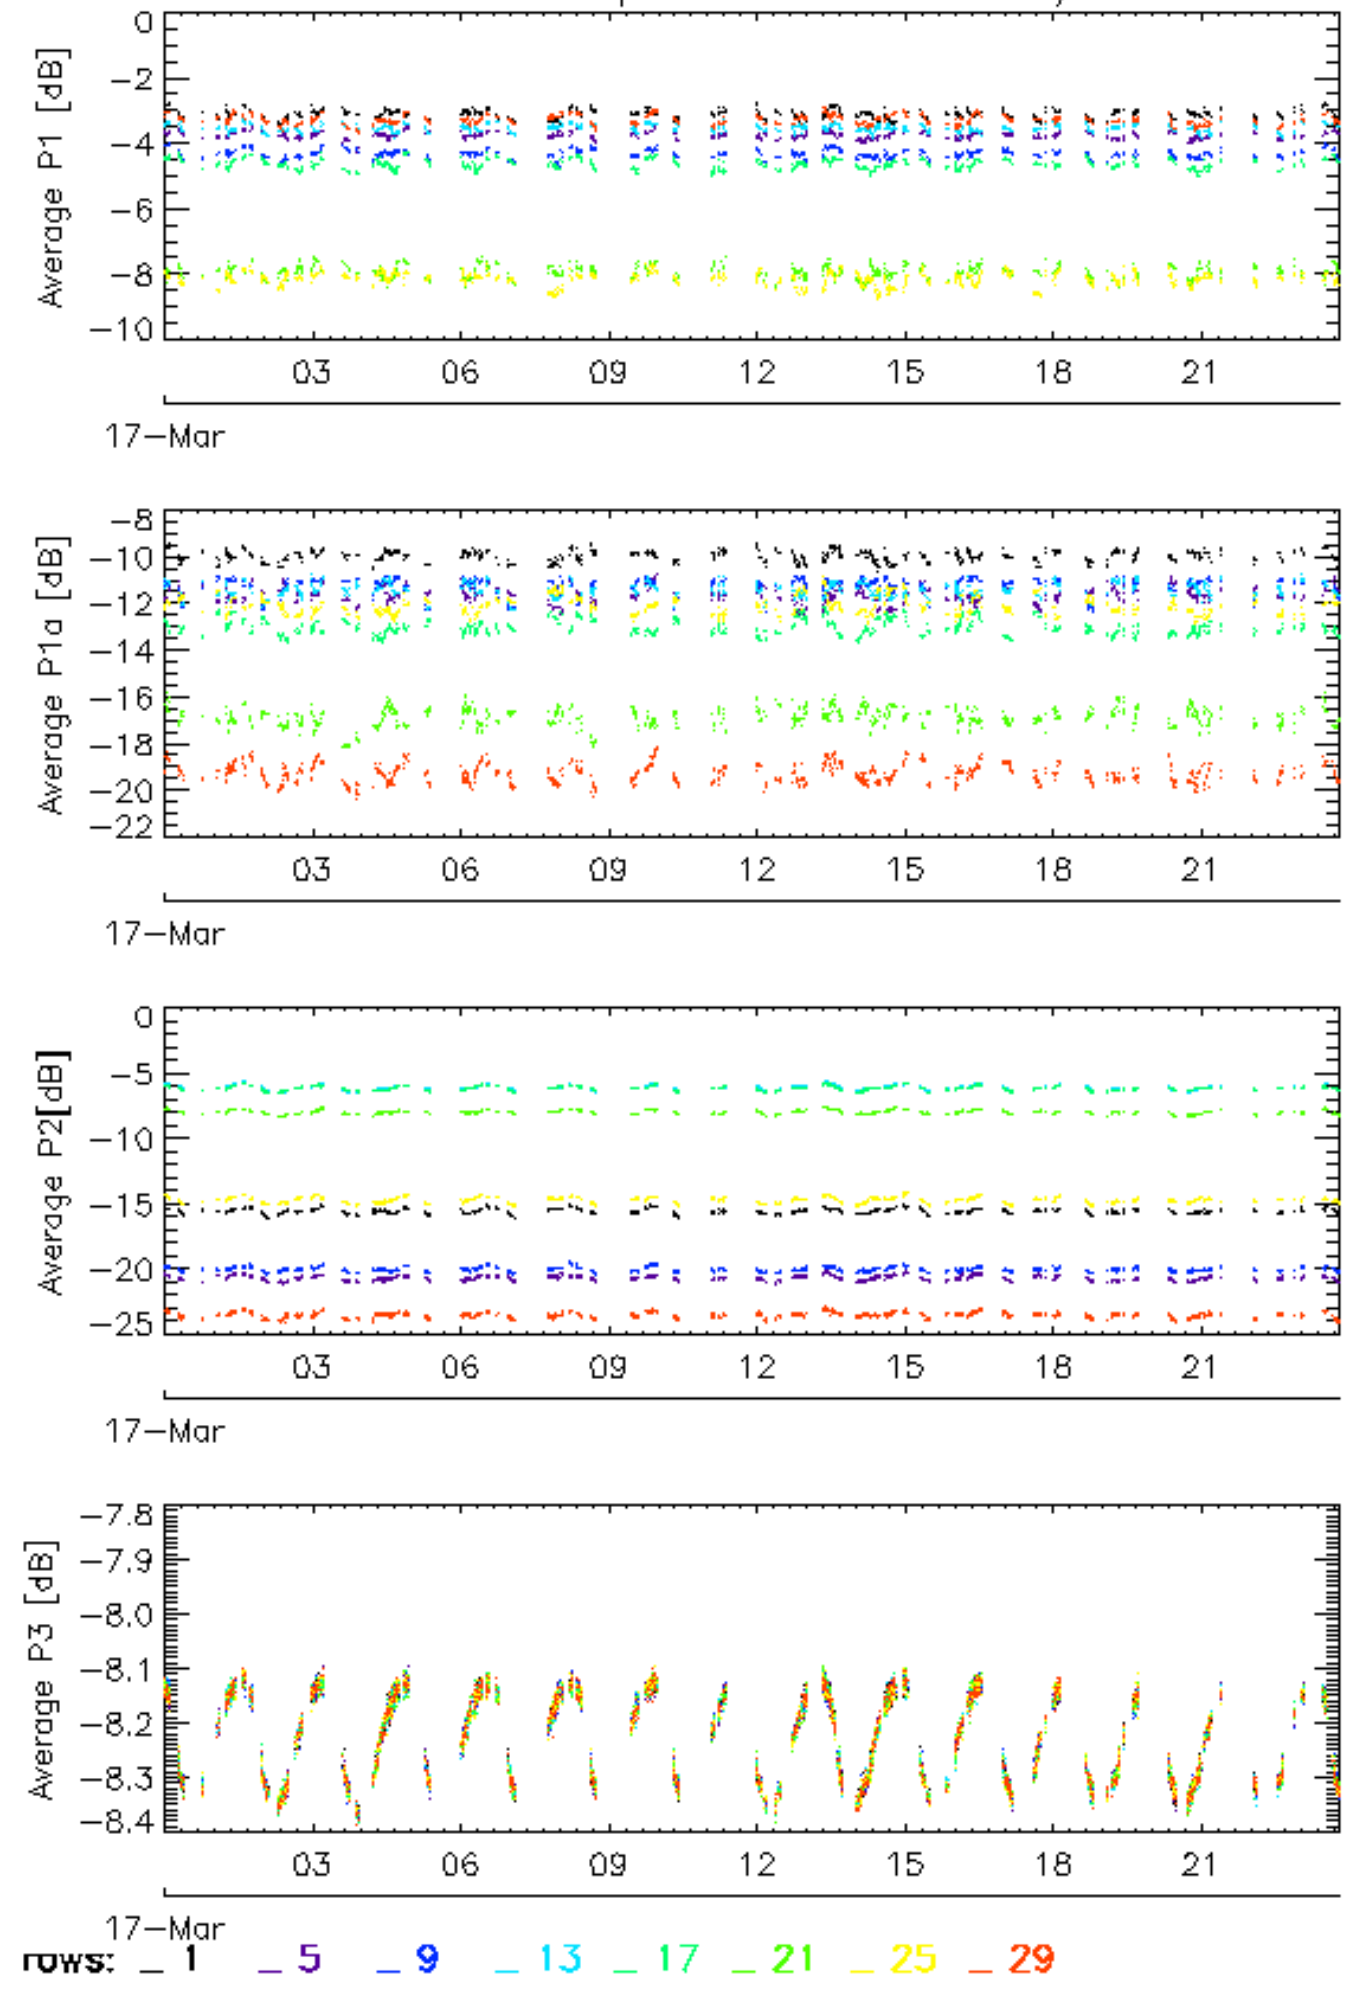 0
−2
−4
−6
−8
−10
Average P1 [dB]
03 06 09 12 15 18 21
17−Mar
−8
−10
−12
−14
−16
−18
−20
−22
Average P1a [dB]
03 06 09 12 15 18 21
17−Mar
0
−5
−10
−15
−20
−25
Average P2[dB]
03 06 09 12 15 18 21
17−Mar
−7.8
−7.9
−8.0
−8.1
−8.2
−8.3
−8.4
Average P3 [dB]
03 06 09 12 15 18 21
17−Mar
rows: _ 1 _ 5 _ 9 _ 13 _ 17 _ 21 _ 25 _ 29